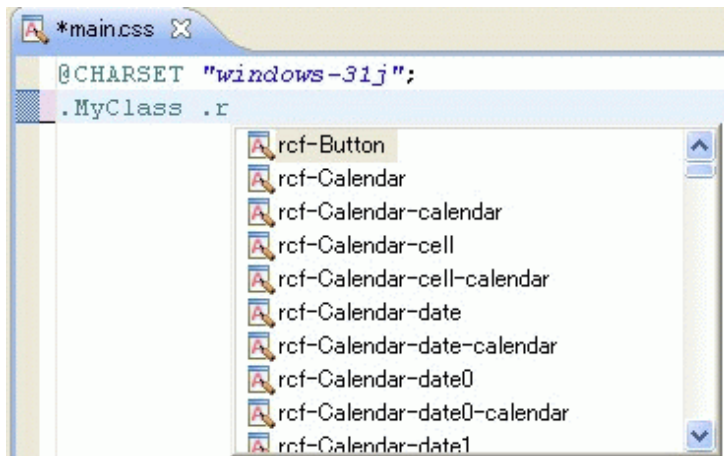 *main.css
@CHARSET "windows-31j";
.MyClass .r
rcf-Button
rcf-Calendar
rcf-Calendar-calendar
rcf-Calendar-cell
rcf-Calendar-cell-calendar
rcf-Calendar-date
rcf-Calendar-date-calendar
rcf-Calendar-date0
rcf-Calendar-date0-calendar
rcf-Calendar-date1